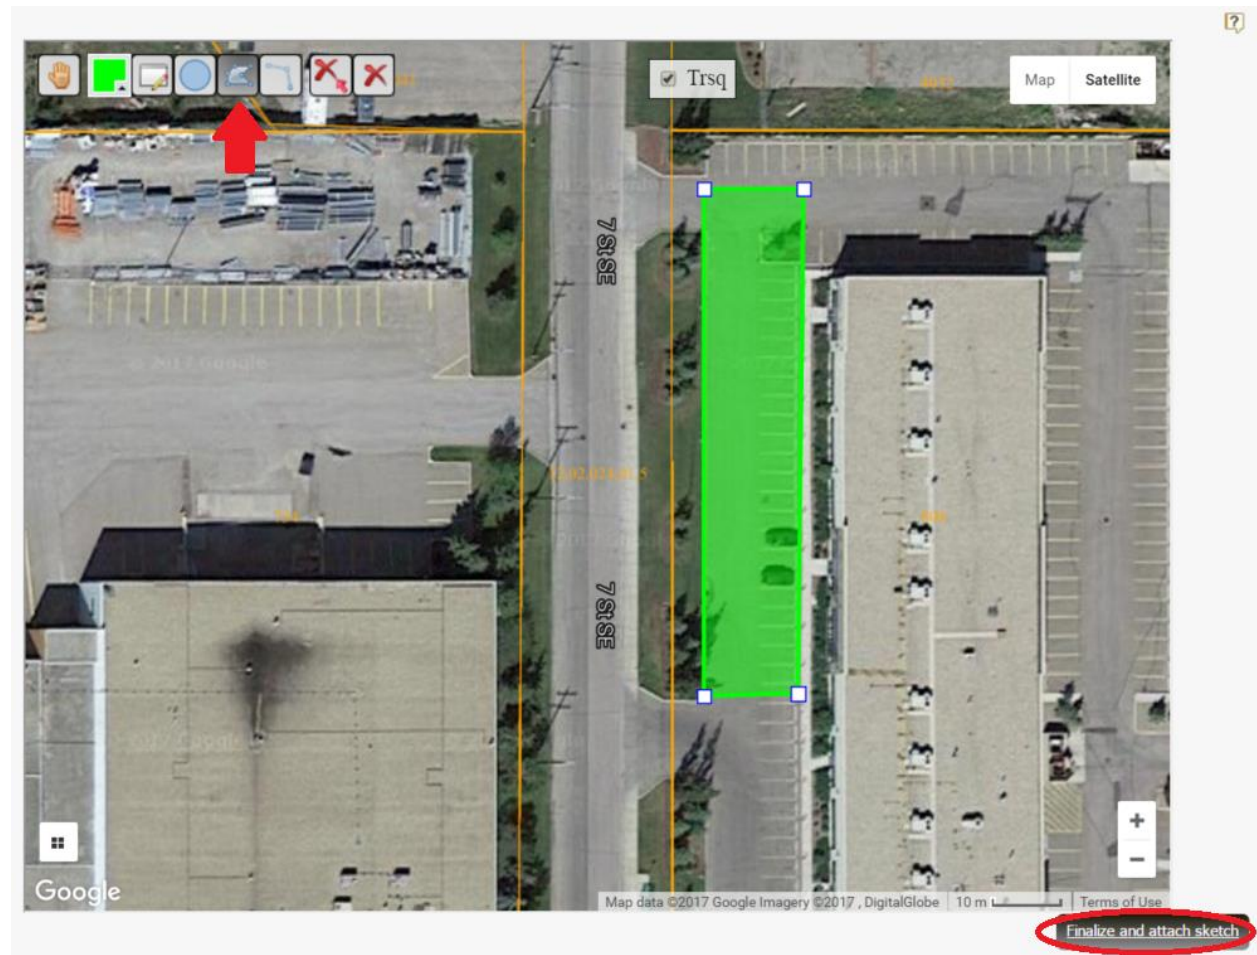 ?
Trsq
Map Satellite
7 St SE
7 St SE
Google
Map data ©2017 Google Imagery ©2017 , DigitalGlobe 10 m Terms of Use
Finalize and attach sketch